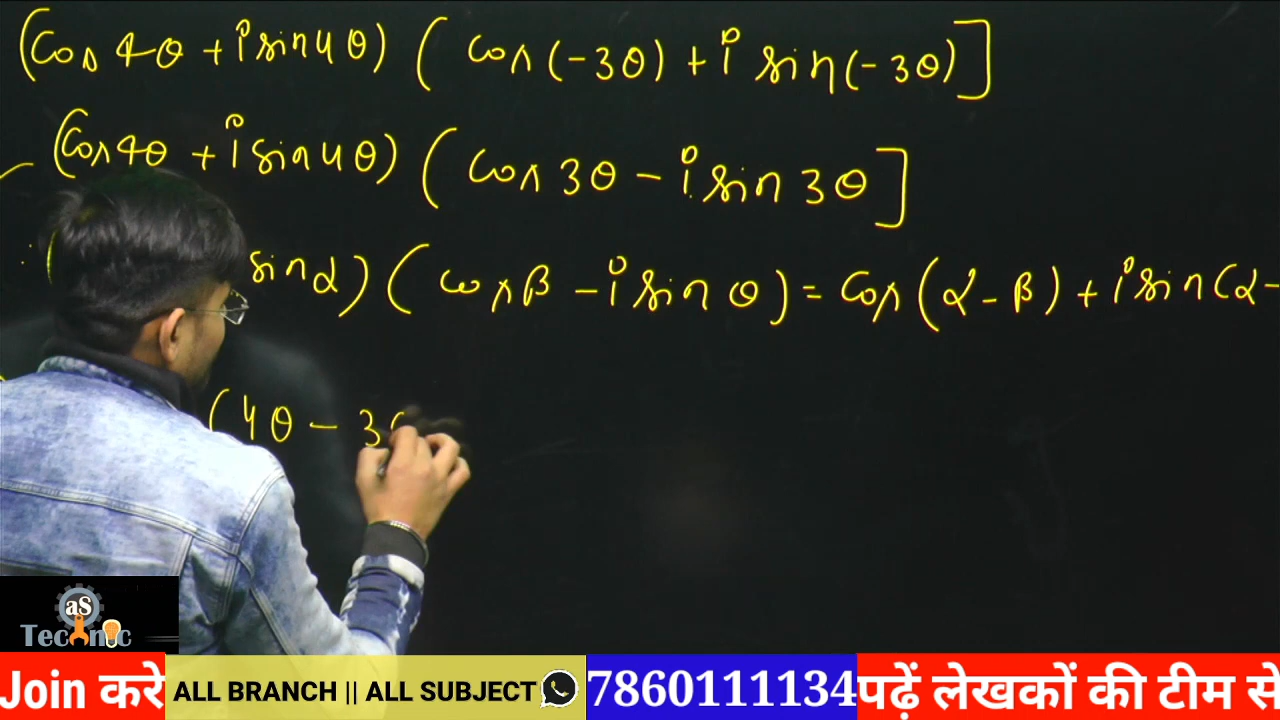 (Cos 4θ + i sin 4θ) ( cos (-3θ) + i sin (-3θ) ]
(Cos 4θ + i sin 4θ) ( Cos 3θ - i sin 3θ ]
sin α) ( cos β - i sin θ ) = Cos (α - β) + i sin (α -
( 4θ - 3
aS
Tecnic
Join करे ALL BRANCH || ALL SUBJECT 7860111134 पढ़ें लेखकों की टीम से